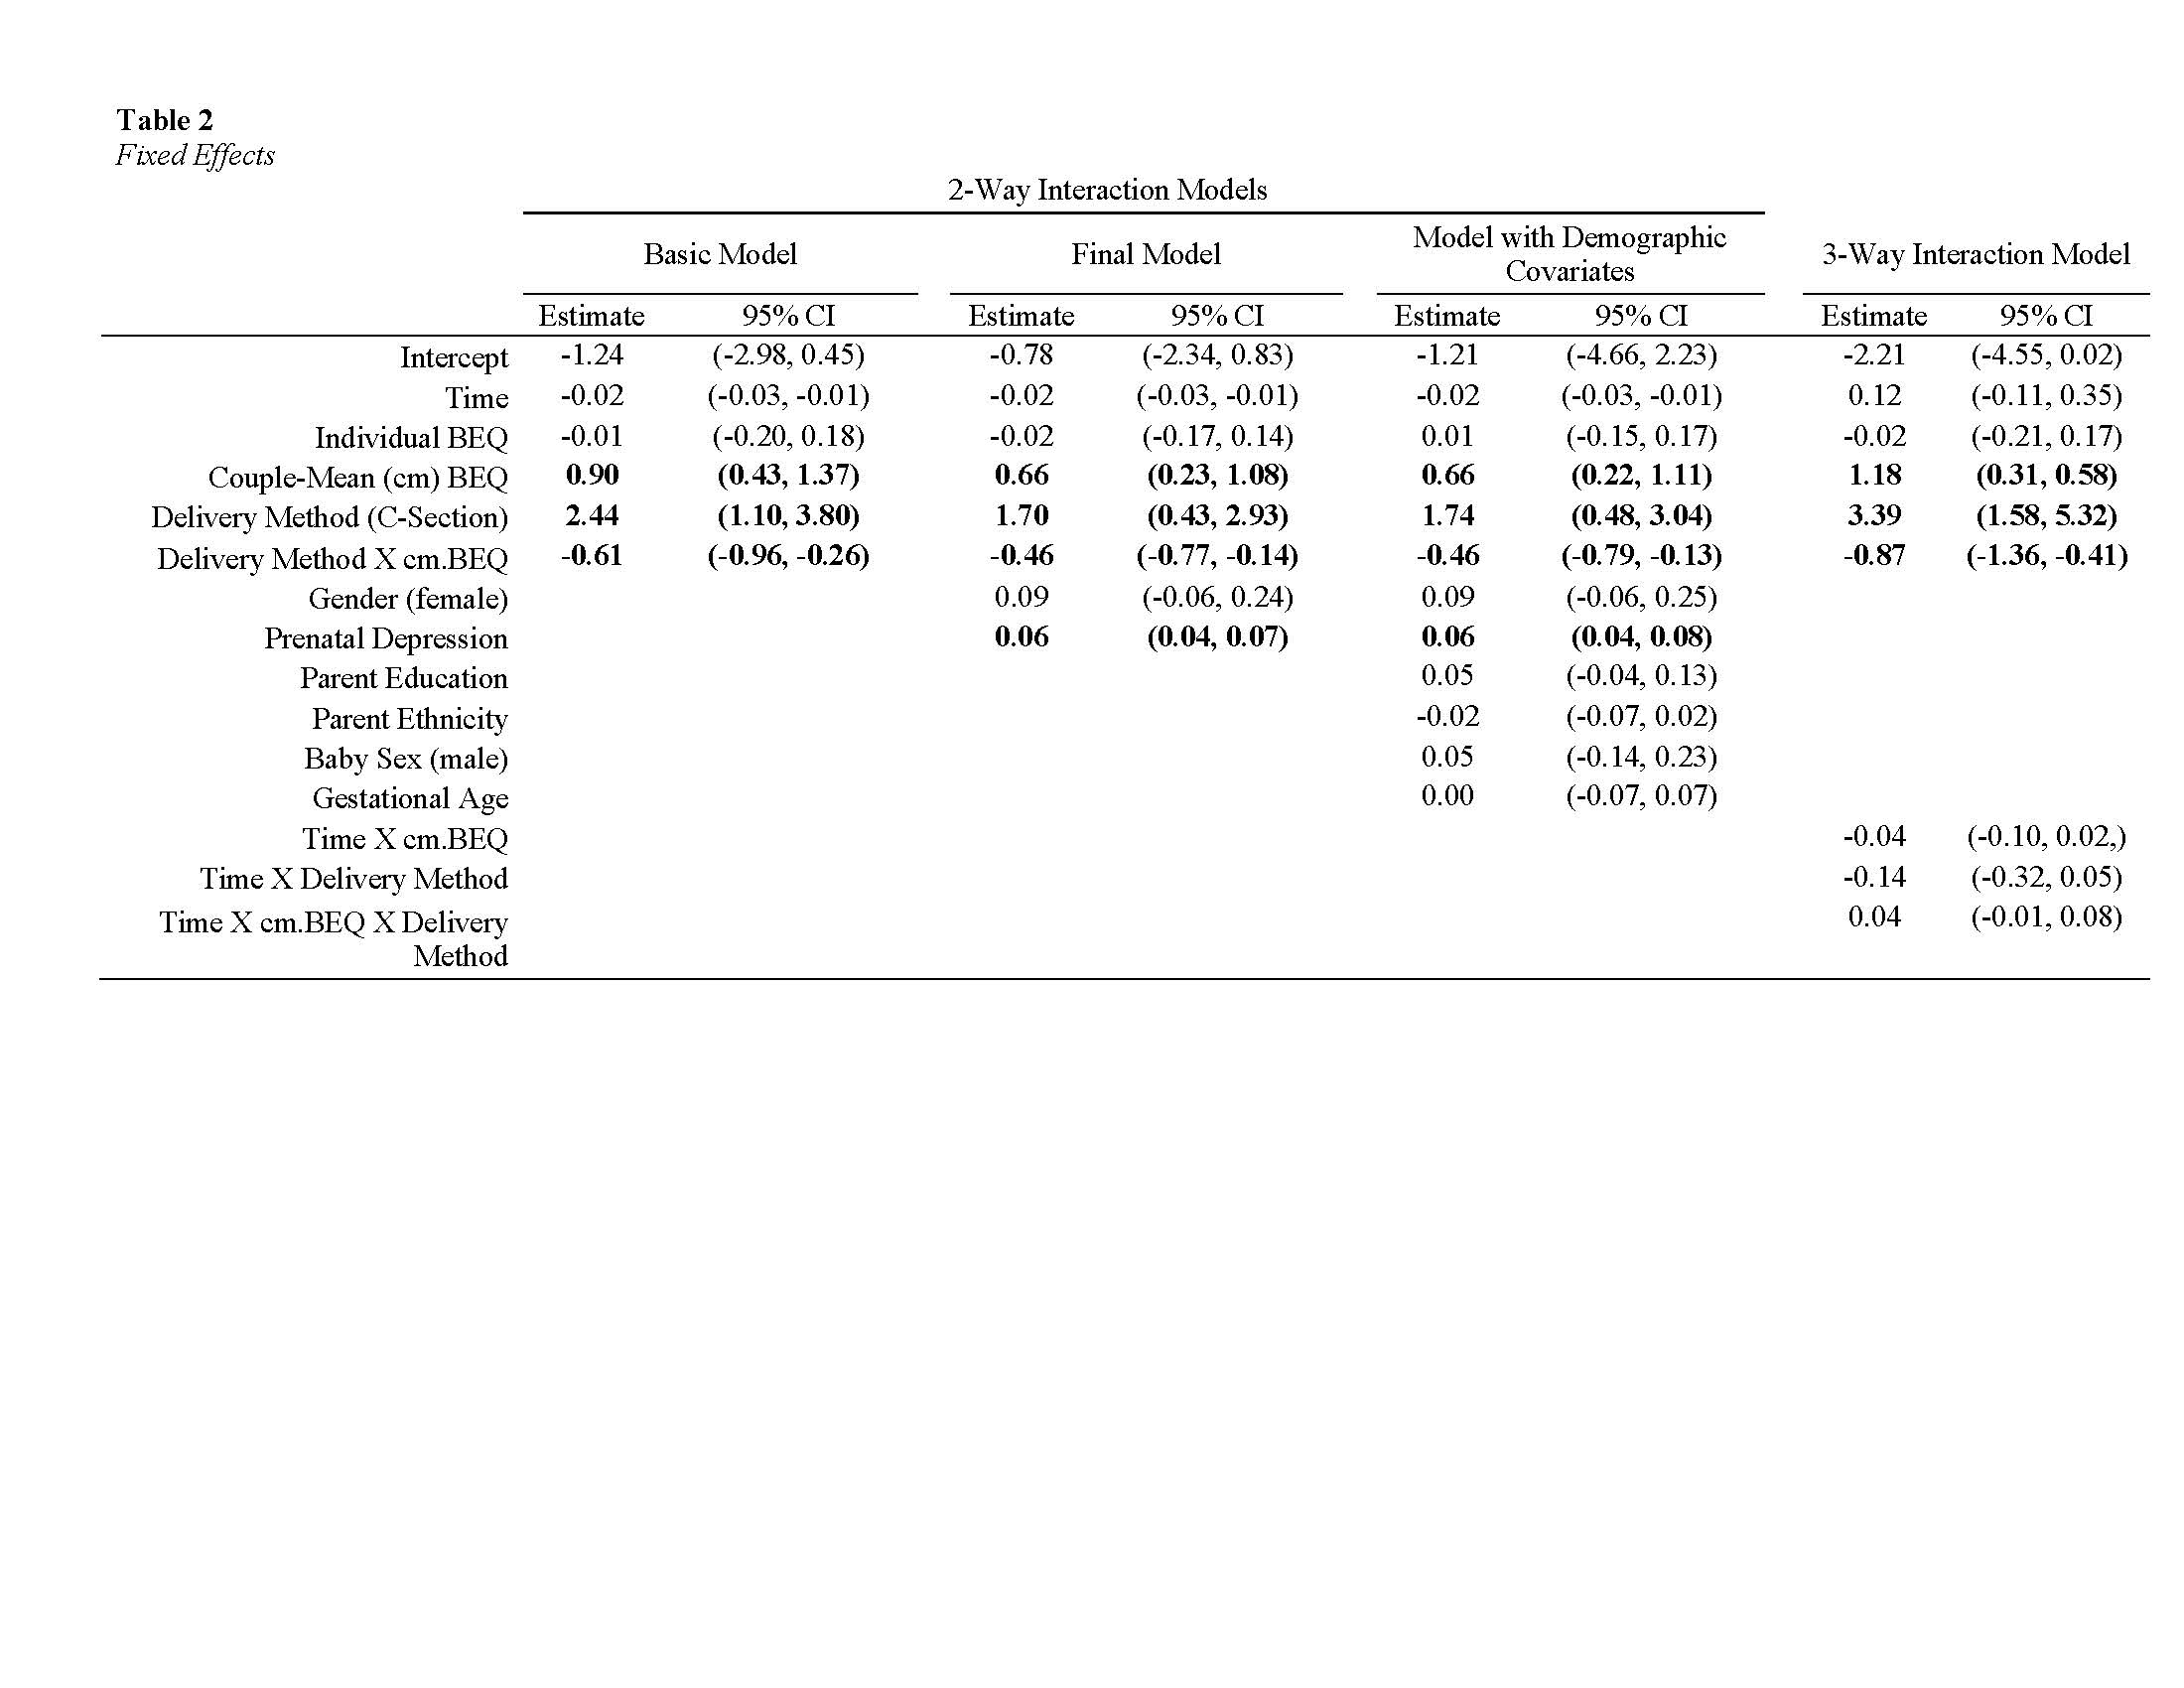 Table 2
Fixed Effects
2-Way Interaction Models
Basic Model Final Model Model with Demographic Covariates 3-Way Interaction Model
Estimate 95% CI Estimate 95% CI Estimate 95% CI Estimate 95% CI
Intercept -1.24 (-2.98, 0.45) -0.78 (-2.34, 0.83) -1.21 (-4.66, 2.23) -2.21 (-4.55, 0.02)
Time -0.02 (-0.03, -0.01) -0.02 (-0.03, -0.01) -0.02 (-0.03, -0.01) 0.12 (-0.11, 0.35)
Individual BEQ -0.01 (-0.20, 0.18) -0.02 (-0.17, 0.14) 0.01 (-0.15, 0.17) -0.02 (-0.21, 0.17)
Couple-Mean (cm) BEQ 0.90 (0.43, 1.37) 0.66 (0.23, 1.08) 0.66 (0.22, 1.11) 1.18 (0.31, 0.58)
Delivery Method (C-Section) 2.44 (1.10, 3.80) 1.70 (0.43, 2.93) 1.74 (0.48, 3.04) 3.39 (1.58, 5.32)
Delivery Method X cm.BEQ -0.61 (-0.96, -0.26) -0.46 (-0.77, -0.14) -0.46 (-0.79, -0.13) -0.87 (-1.36, -0.41)
Gender (female) 0.09 (-0.06, 0.24) 0.09 (-0.06, 0.25)
Prenatal Depression 0.06 (0.04, 0.07) 0.06 (0.04, 0.08)
Parent Education 0.05 (-0.04, 0.13)
Parent Ethnicity -0.02 (-0.07, 0.02)
Baby Sex (male) 0.05 (-0.14, 0.23)
Gestational Age 0.00 (-0.07, 0.07)
Time X cm.BEQ -0.04 (-0.10, 0.02,)
Time X Delivery Method -0.14 (-0.32, 0.05)
Time X cm.BEQ X Delivery 0.04 (-0.01, 0.08)
Method